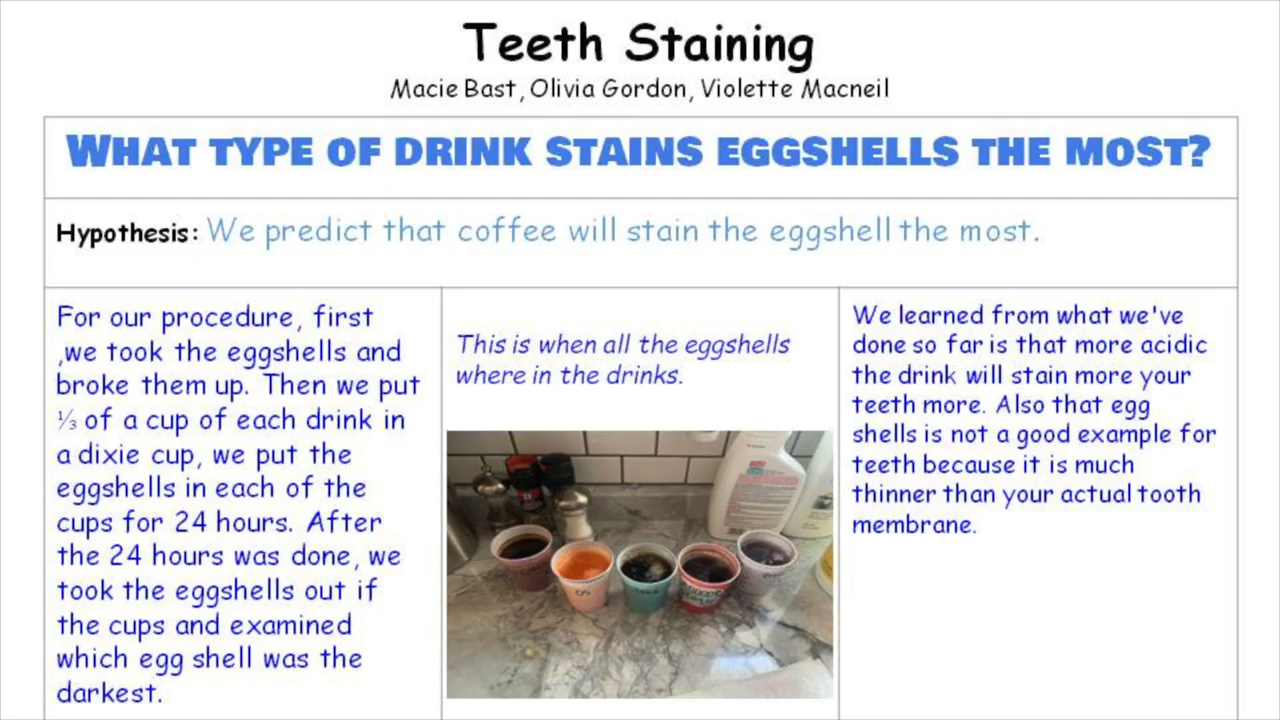 Teeth Staining
Macie Bast, Olivia Gordon, Violette Macneil
WHAT TYPE OF DRINK STAINS EGGSHELLS THE MOST?
Hypothesis: We predict that coffee will stain the eggshell the most.
For our procedure, first
,we took the eggshells and
broke them up. Then we put
⅓ of a cup of each drink in
a dixie cup, we put the
eggshells in each of the
cups for 24 hours. After
the 24 hours was done, we
took the eggshells out if
the cups and examined
which egg shell was the
darkest.
This is when all the eggshells
where in the drinks.
We learned from what we've
done so far is that more acidic
the drink will stain more your
teeth more. Also that egg
shells is not a good example for
teeth because it is much
thinner than your actual tooth
membrane.